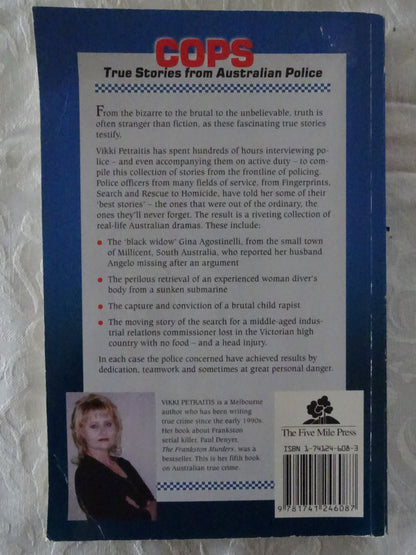 COPS
True Stories from Australian Police
From the bizarre to the brutal to the unbelievable, truth is
often stranger than fiction, as these fascinating true stories
testify.
Vikki Petraitis has spent hundreds of hours interviewing po-
lice – and even accompanying them on active duty – to com-
pile this collection of stories from the frontline of policing.
Police officers from many fields of service, from Fingerprints,
Search and Rescue to Homicide, have told her some of their
'best stories' – the ones that were out of the ordinary, the
ones they'll never forget. The result is a riveting collection of
real-life Australian dramas. These include:
• The 'black widow' Gina Agostinelli, from the small town
of Millicent, South Australia, who reported her husband
Angelo missing after an argument
• The perilous retrieval of an experienced woman diver's
body from a sunken submarine
• The capture and conviction of a brutal child rapist
• The moving story of the search for a middle-aged indus-
trial relations commissioner lost in the Victorian high
country with no food – and a head injury.
In each case the police concerned have achieved results by
dedication, teamwork and sometimes at great personal danger.
VIKKI PETRAITIS is a Melbourne
author who has been writing
true crime since the early 1990s.
Her book about Frankston
serial killer, Paul Denyer,
The Frankston Murders, was a
bestseller. This is her fifth book
on Australian true crime.
The Five Mile Press
ISBN 1-74124-608-3
9 781741 246087